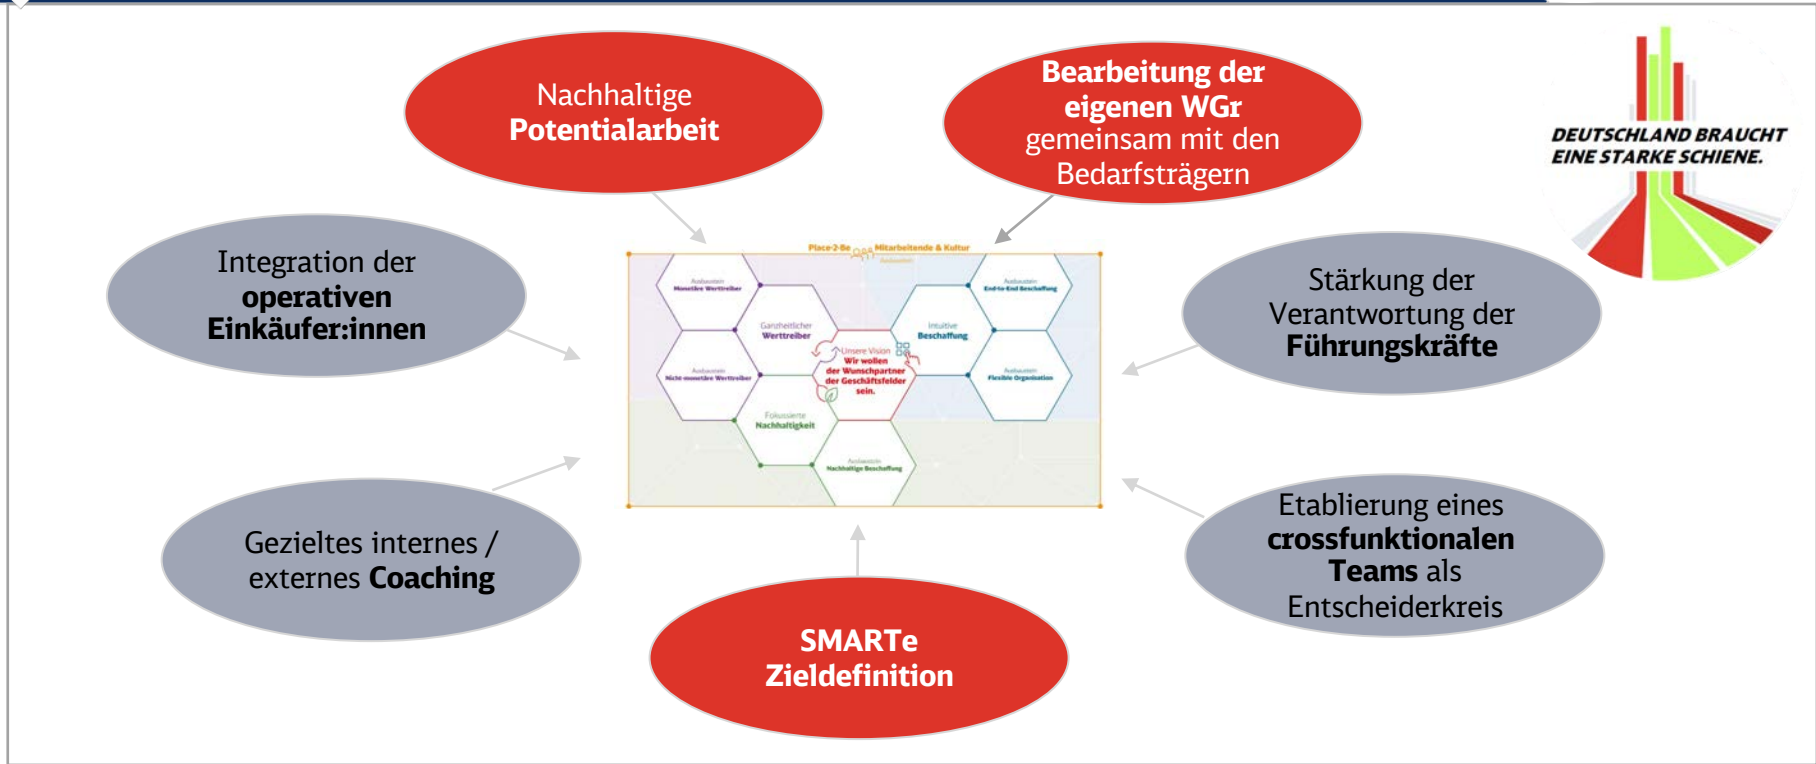 Nachhaltige
Potentialarbeit
Bearbeitung der
eigenen WGr
gemeinsam mit den
Bedarfsträgern
DEUTSCHLAND BRAUCHT
EINE STARKE SCHIENE.
Integration der
operativen
Einkäufer:innen
Stärkung der
Verantwortung der
Führungskräfte
Gezieltes internes /
externes Coaching
Etablierung eines
crossfunktionalen
Teams als
Entscheiderkreis
SMARTe
Zieldefinition
Place-2-Be Mitarbeitende & Kultur
Ausbaustein
Ausbaustein
Monetäre Werttreiber
Ausbaustein
End-to-End Beschaffung
Ganzheitlicher
Werttreiber
Intuitive
Beschaffung
Unsere Vision
Wir wollen
der Wunschpartner
der Geschäftsfelder
sein.
Ausbaustein
Nicht-monetäre Werttreiber
Ausbaustein
Flexible Organisation
Fokussierte
Nachhaltigkeit
Ausbaustein
Nachhaltige Beschaffung